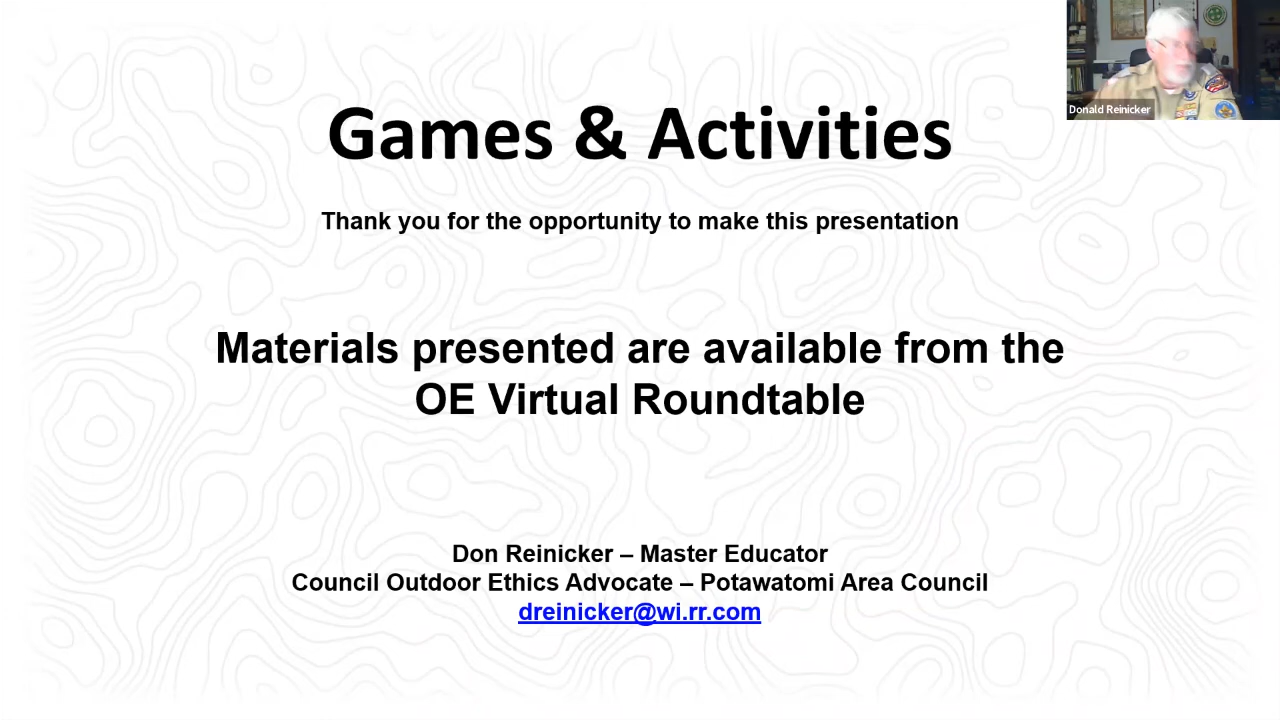 Donald Reinicker
Games & Activities
Thank you for the opportunity to make this presentation
Materials presented are available from the
OE Virtual Roundtable
Don Reinicker – Master Educator
Council Outdoor Ethics Advocate – Potawatomi Area Council
dreinicker@wi.rr.com